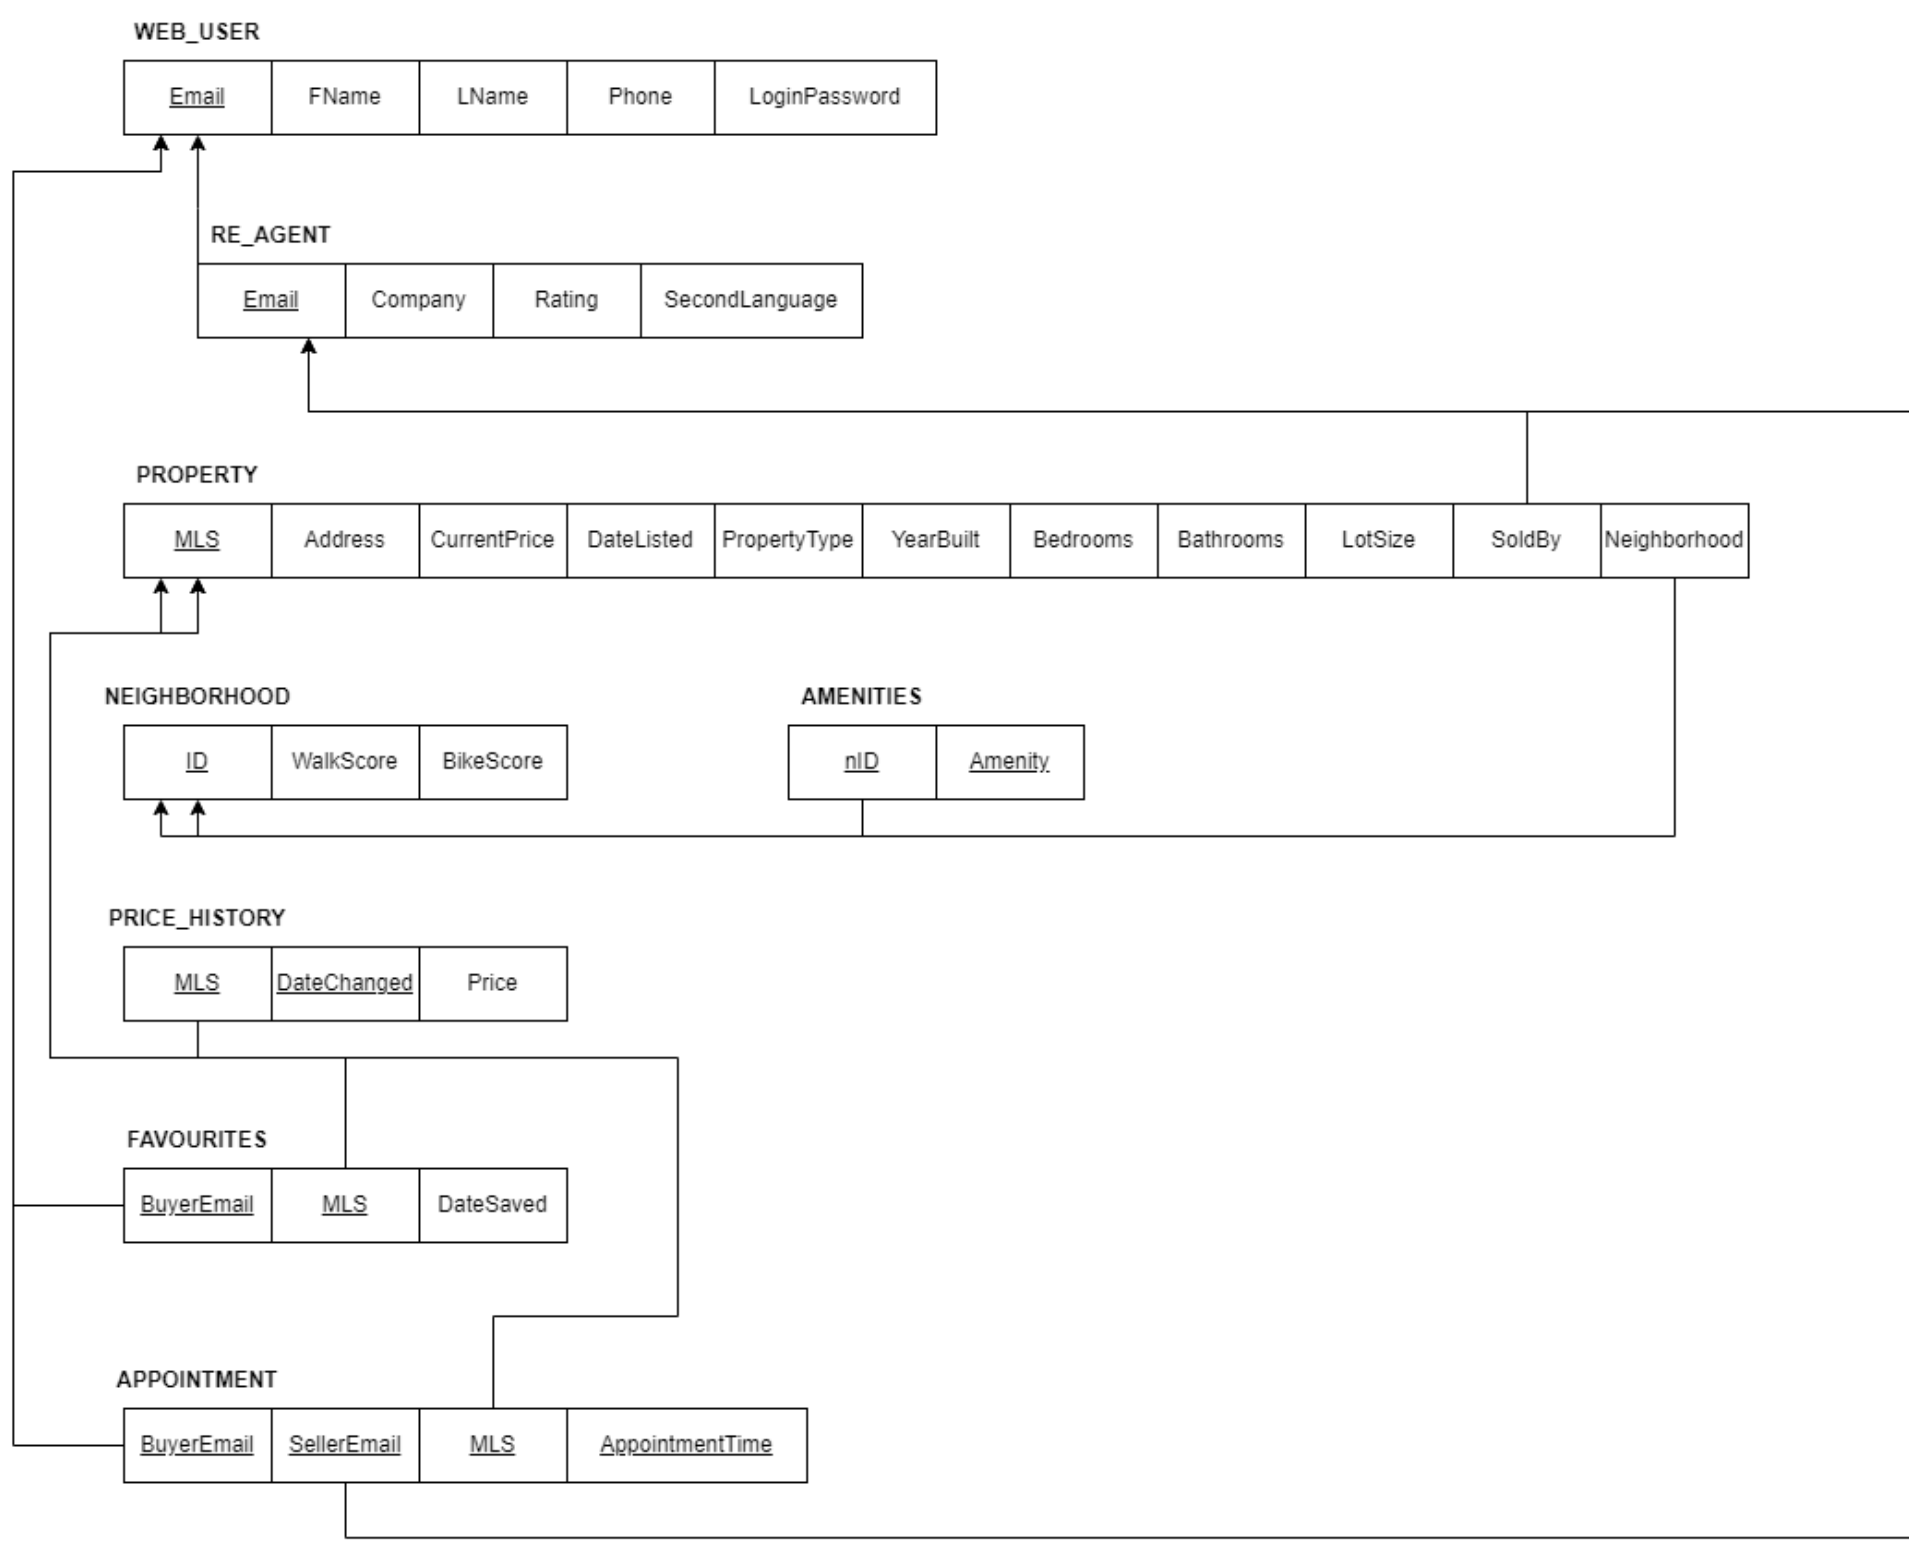 WEB_USER
Email FName LName Phone LoginPassword
RE_AGENT
Email Company Rating SecondLanguage
PROPERTY
MLS Address CurrentPrice DateListed PropertyType YearBuilt Bedrooms Bathrooms LotSize SoldBy Neighborhood
NEIGHBORHOOD AMENITIES
ID WalkScore BikeScore nID Amenity
PRICE_HISTORY
MLS DateChanged Price
FAVOURITES
BuyerEmail MLS DateSaved
APPOINTMENT
BuyerEmail SellerEmail MLS AppointmentTime